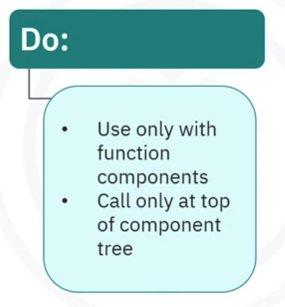 Do:
• Use only with
function
components
• Call only at top
of component
tree